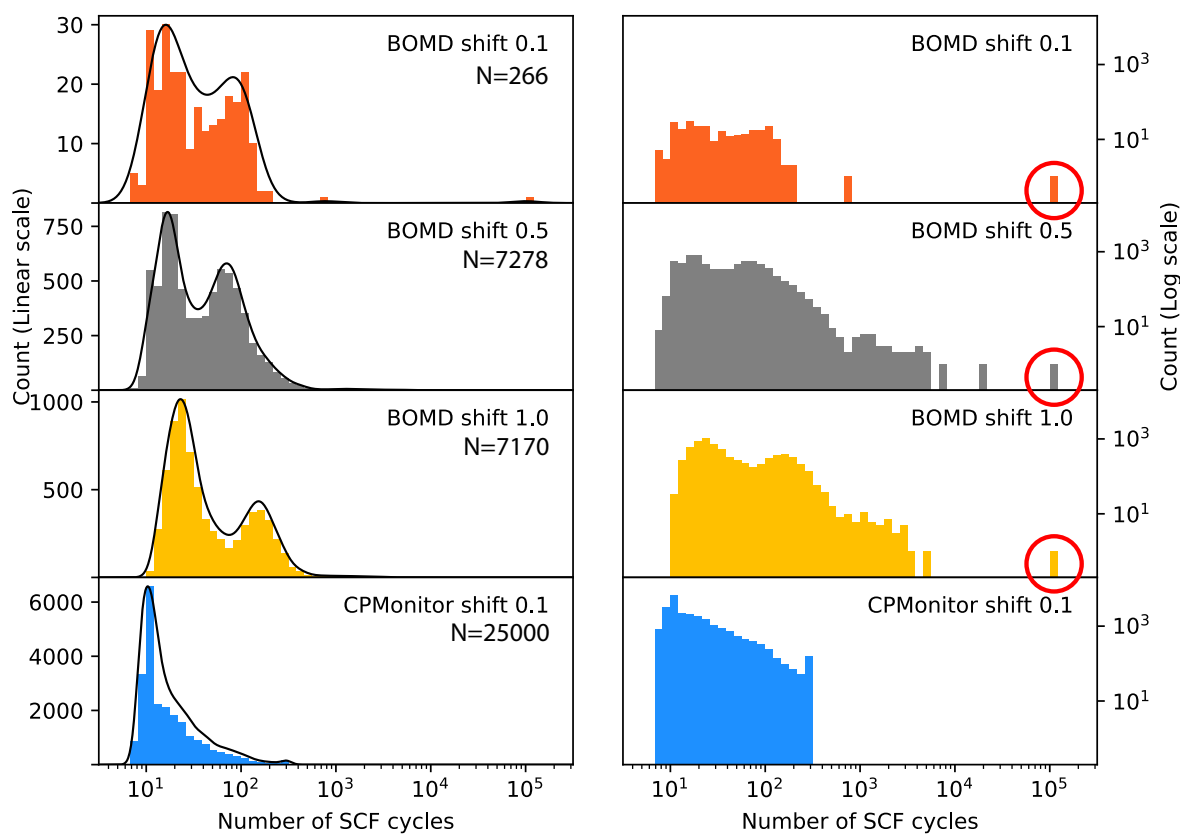 Count (Linear scale)
30
20
10
BOMD shift 0.1
N=266
750
500
250
BOMD shift 0.5
N=7278
1000
500
BOMD shift 1.0
N=7170
6000
4000
2000
CPMonitor shift 0.1
N=25000
10¹ 10² 10³ 10⁴ 10⁵
Number of SCF cycles
BOMD shift 0.1
10³
10¹
BOMD shift 0.5
10³
10¹
BOMD shift 1.0
10³
10¹
CPMonitor shift 0.1
10³
10¹
Count (Log scale)
10¹ 10² 10³ 10⁴ 10⁵
Number of SCF cycles